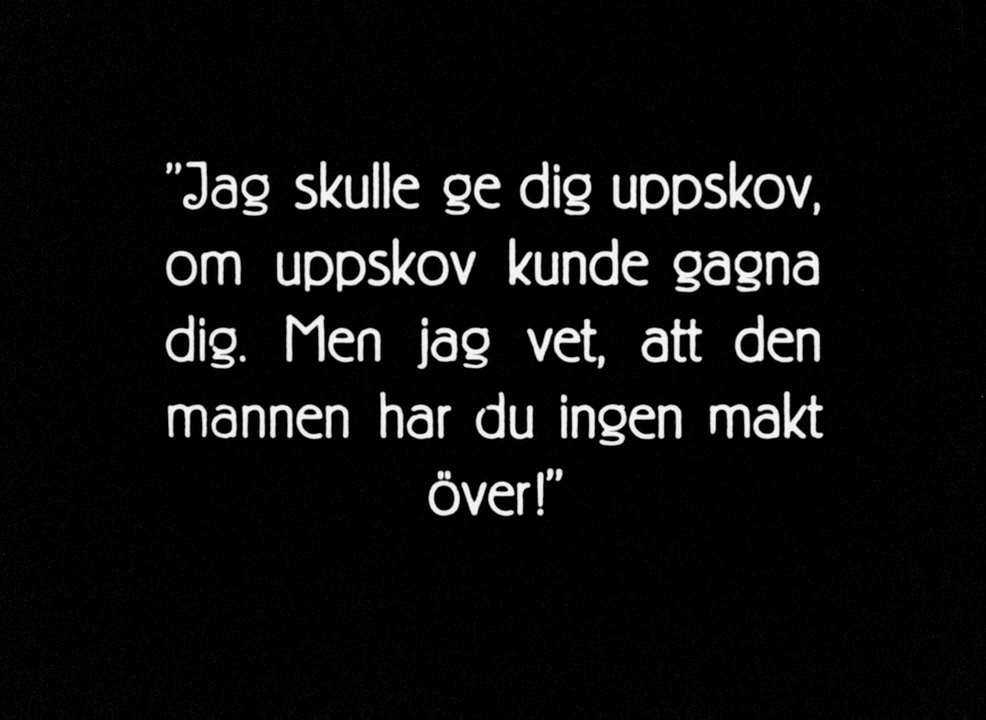 ”Jag skulle ge dig uppskov,
om uppskov kunde gagna
dig. Men jag vet, att den
mannen har du ingen makt
över!”